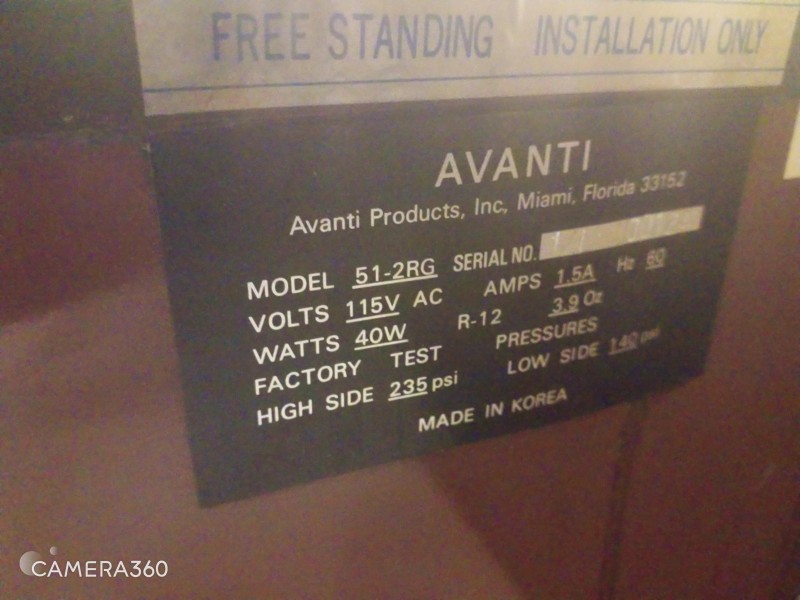 FREE STANDING INSTALLATION ONLY
AVANTI
Avanti Products, Inc, Miami, Florida 33152
MODEL 51-2RG SERIAL NO.
VOLTS 115V AC AMPS 1.5A Hz 60
WATTS 40W R-12 3.9 Oz
FACTORY TEST PRESSURES
HIGH SIDE 235 psi LOW SIDE 140 psi
MADE IN KOREA
CAMERA360